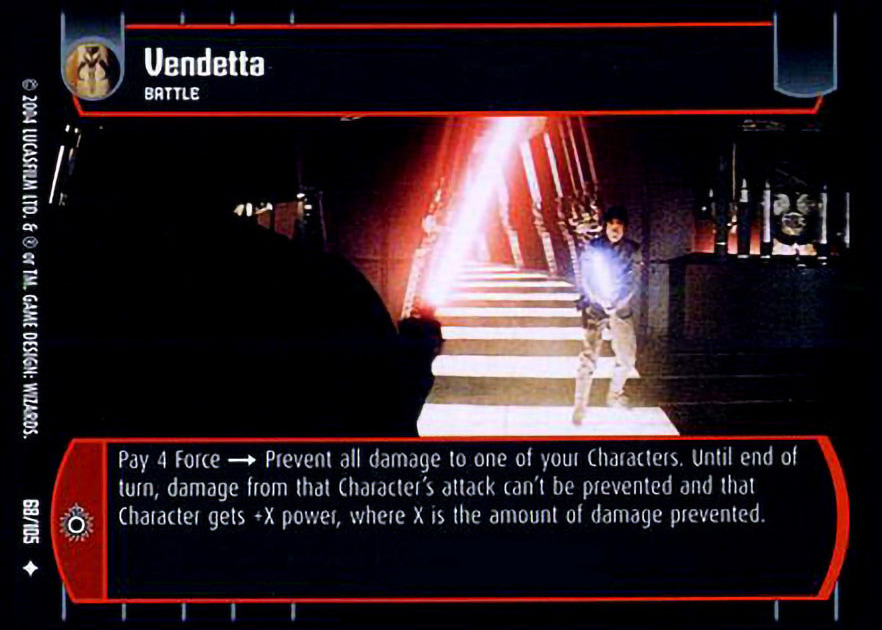 Vendetta
BATTLE
© 2004 LUCASFILM LTD. & ® or TM. GAME DESIGN: WIZARDS.
68/105
Pay 4 Force → Prevent all damage to one of your Characters. Until end of
turn, damage from that Character's attack can't be prevented and that
Character gets +X power, where X is the amount of damage prevented.